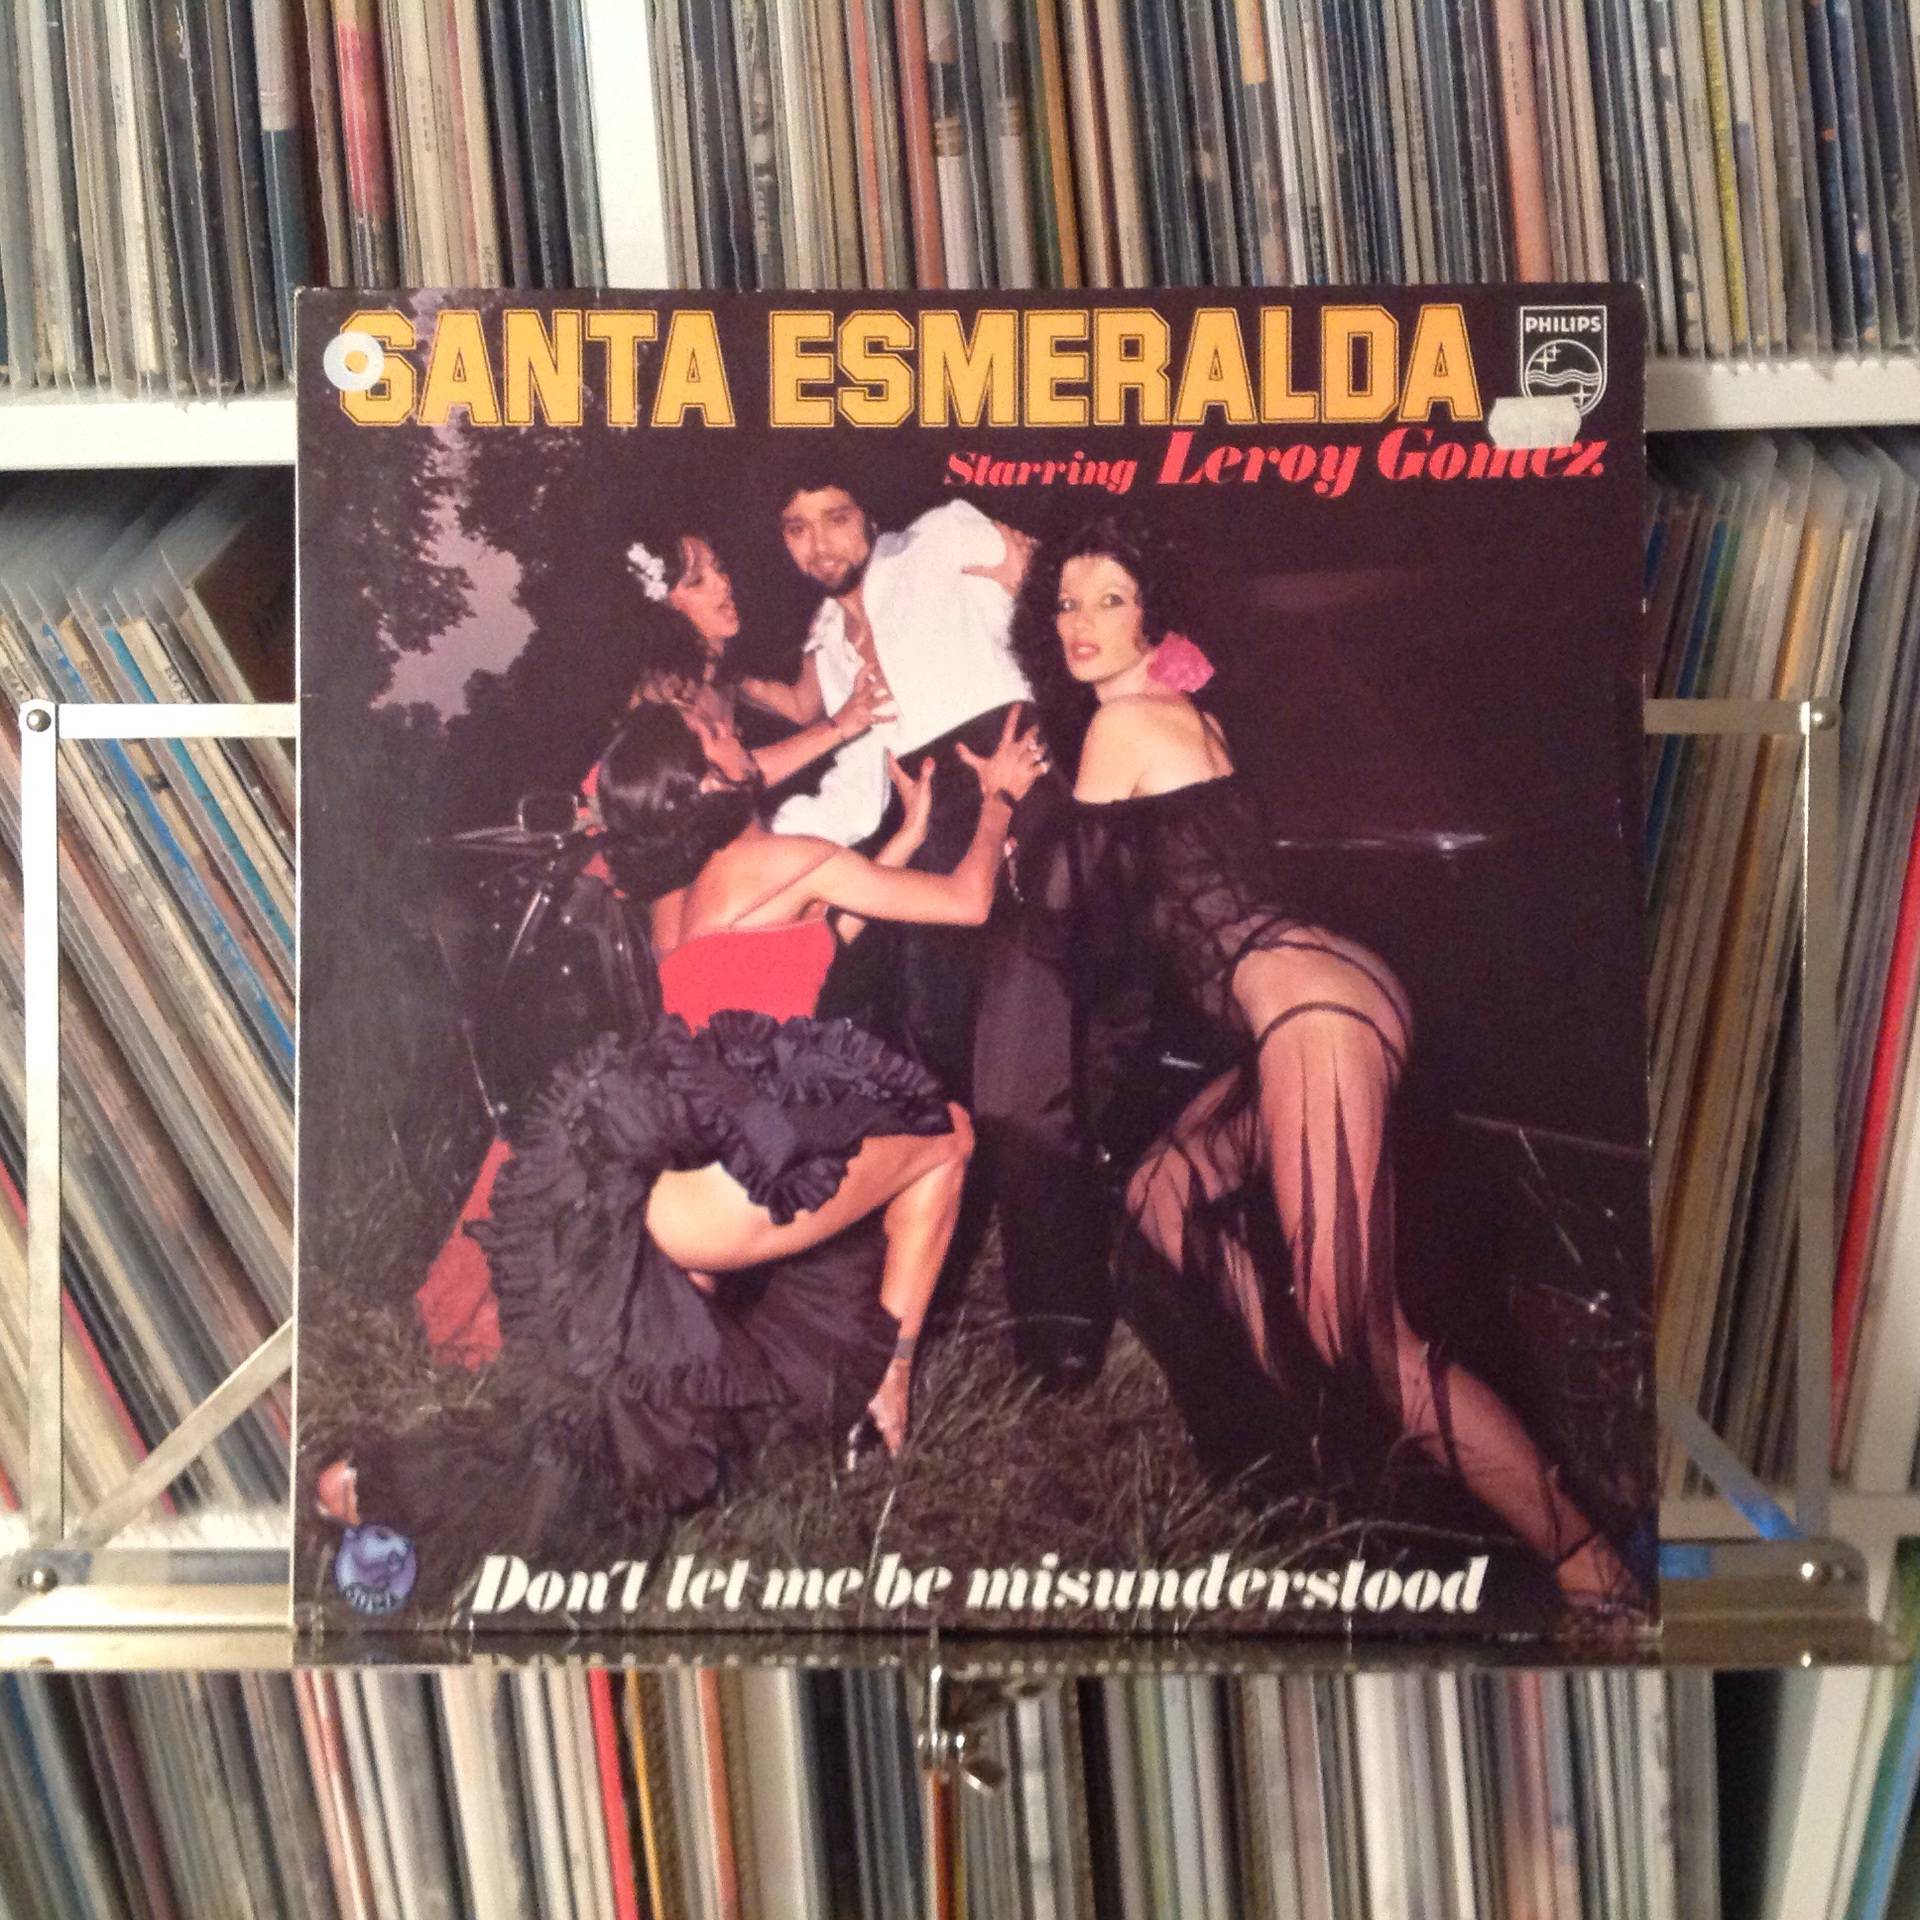 SANTA ESMERALDA
PHILIPS
Starring Leroy Gomez
Don't let me be misunderstood